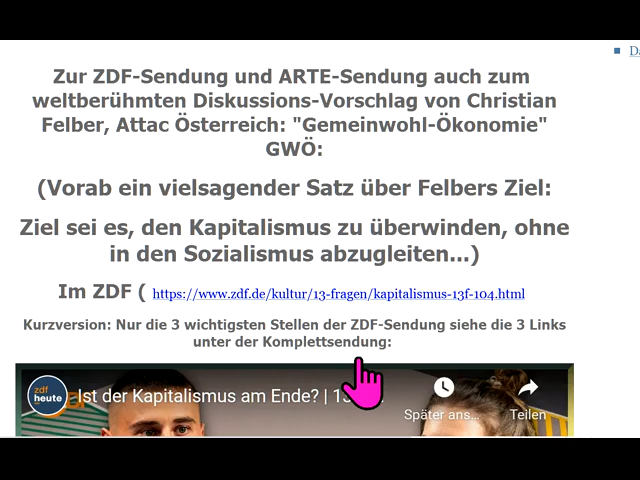 Zur ZDF-Sendung und ARTE-Sendung auch zum
weltberühmten Diskussions-Vorschlag von Christian
Felber, Attac Österreich: "Gemeinwohl-Ökonomie"
GWÖ:
(Vorab ein vielsagender Satz über Felbers Ziel:
Ziel sei es, den Kapitalismus zu überwinden, ohne
in den Sozialismus abzugleiten...)
Im ZDF ( https://www.zdf.de/kultur/13-fragen/kapitalismus-13f-104.html
Kurzversion: Nur die 3 wichtigsten Stellen der ZDF-Sendung siehe die 3 Links
unter der Komplettsendung:
zdf
heute
Ist der Kapitalismus am Ende? | 13
Später ans...
Teilen